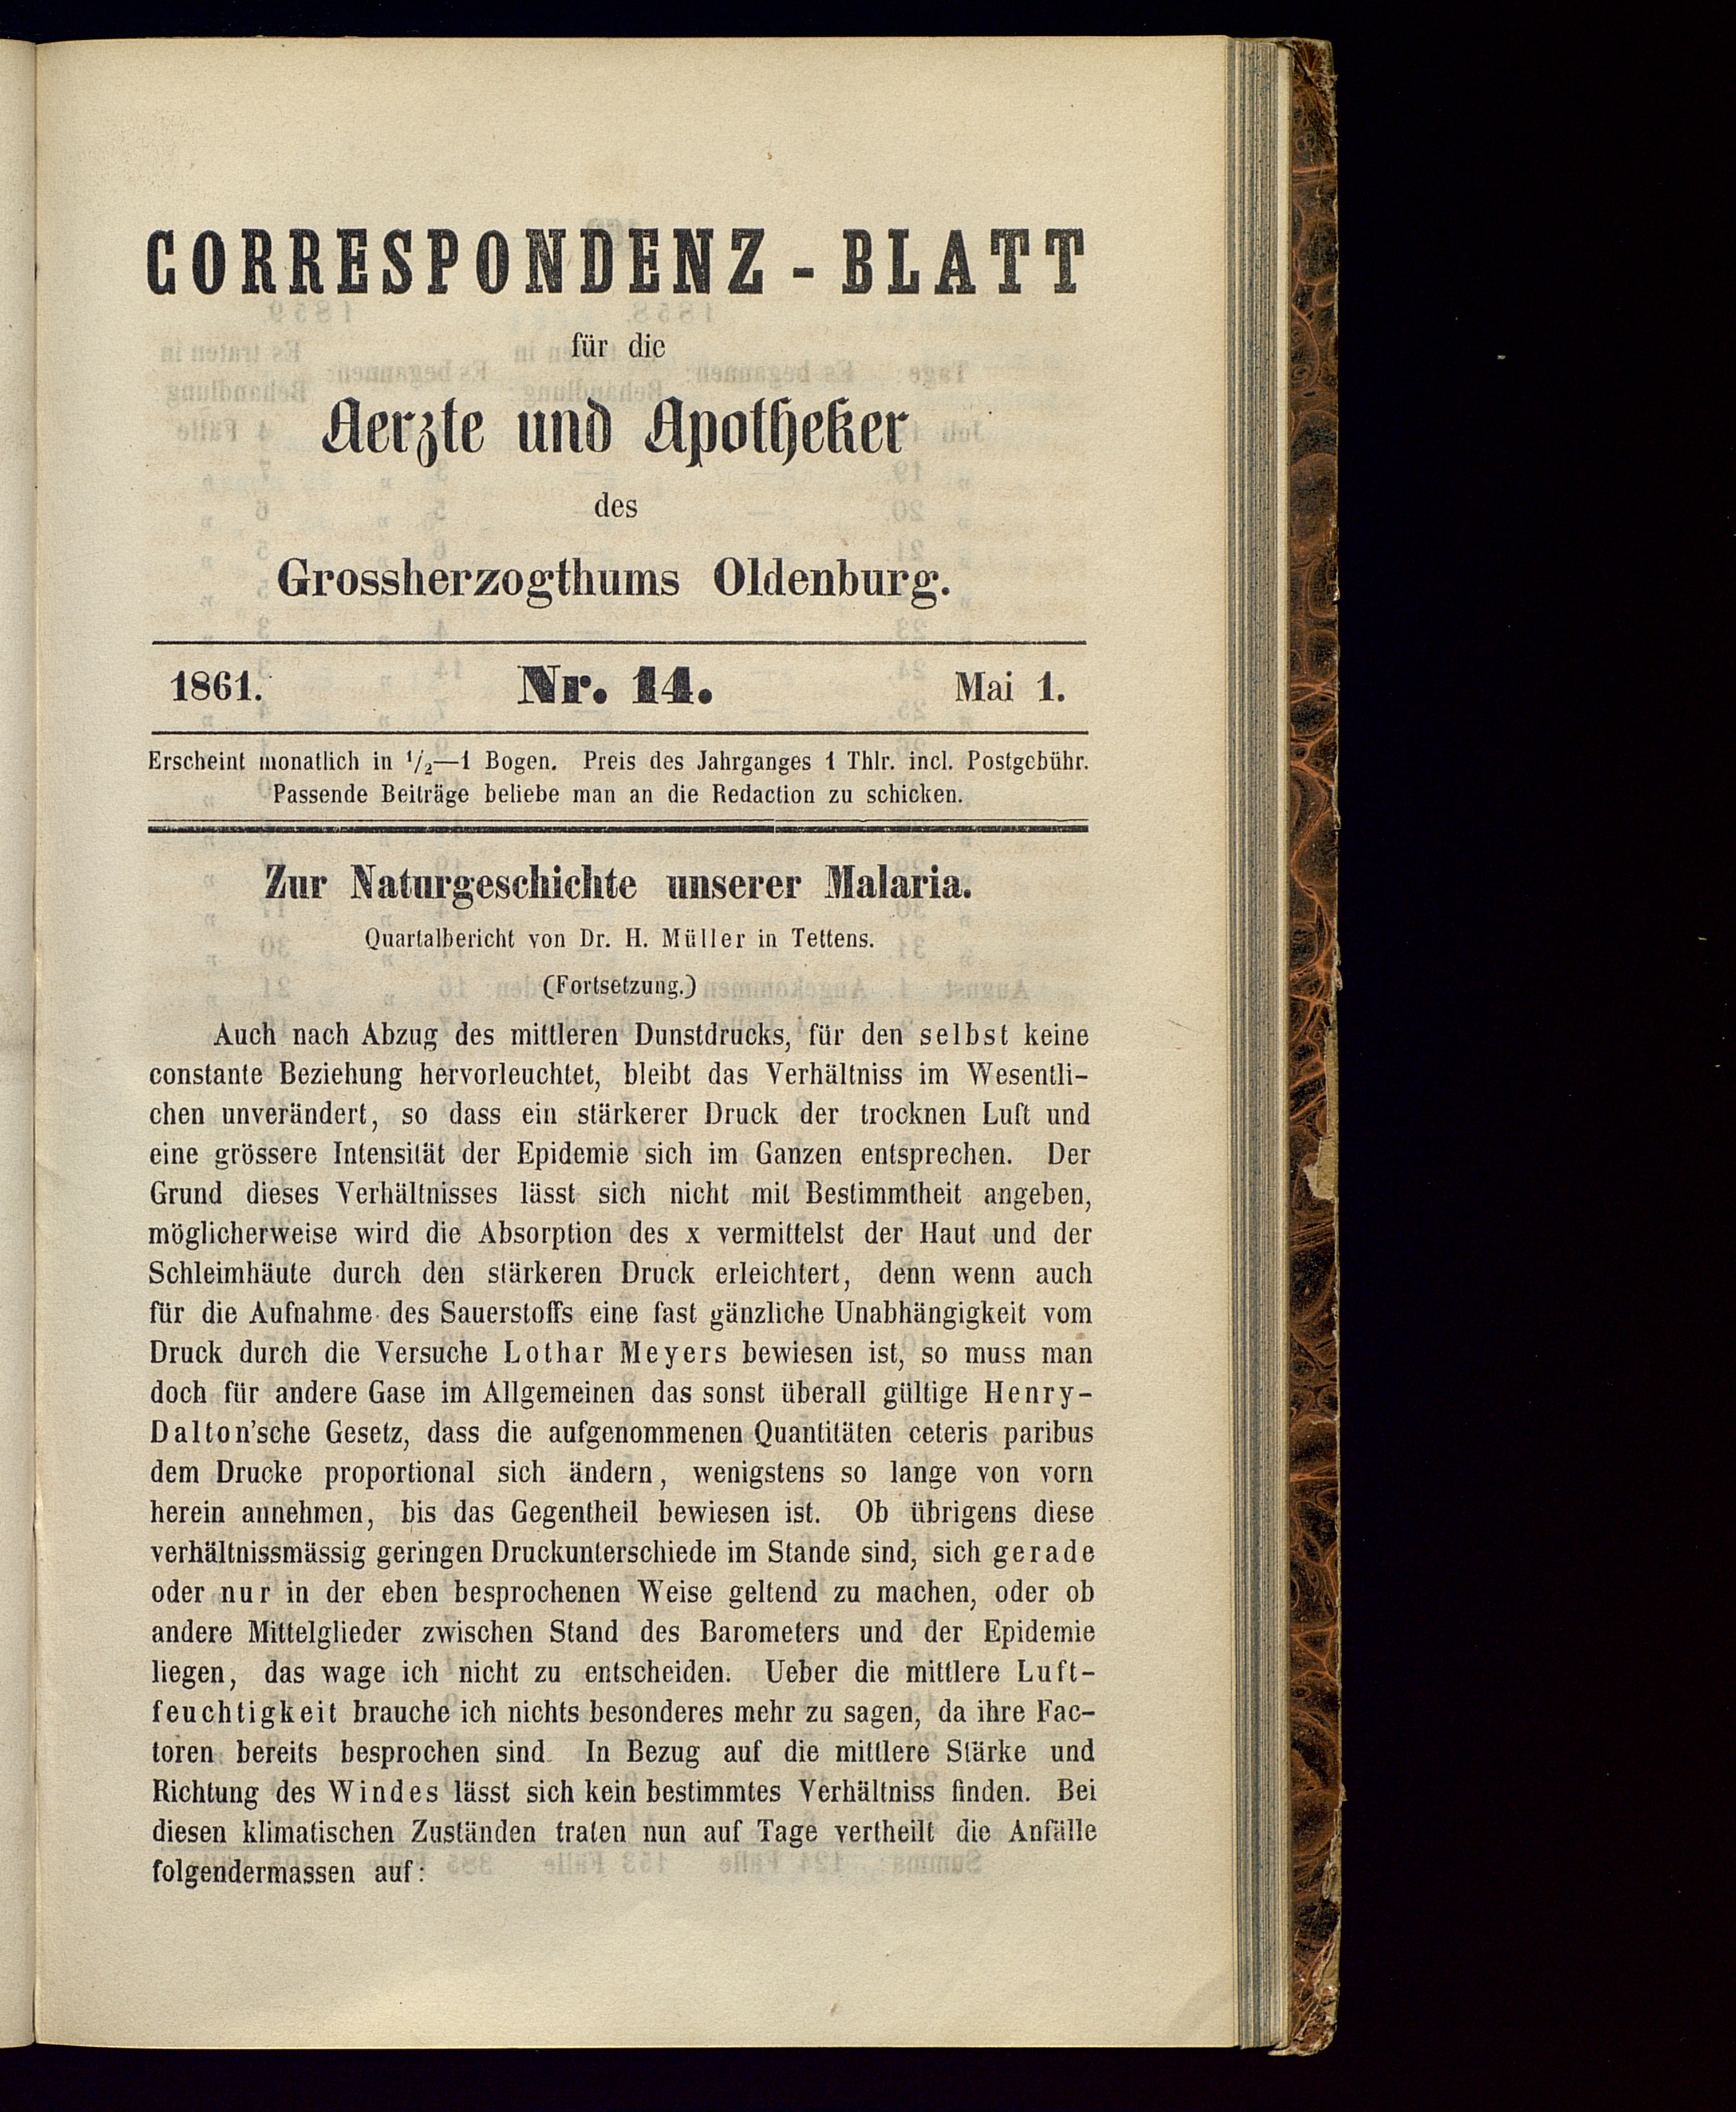 CORRESPONDENZ-BLATT
für die
Aerzte und Apotheker
des
Grossherzogthums Oldenburg.
1861. Nr. 14. Mai 1.
Erscheint monatlich in 1/2—1 Bogen. Preis des Jahrganges 1 Thlr. incl. Postgebühr.
Passende Beiträge beliebe man an die Redaction zu schicken.
Zur Naturgeschichte unserer Malaria.
Quartalbericht von Dr. H. Müller in Tettens.
(Fortsetzung.)
Auch nach Abzug des mittleren Dunstdrucks, für den selbst keine
constante Beziehung hervorleuchtet, bleibt das Verhältniss im Wesentli-
chen unverändert, so dass ein stärkerer Druck der trocknen Luft und
eine grössere Intensität der Epidemie sich im Ganzen entsprechen. Der
Grund dieses Verhältnisses lässt sich nicht mit Bestimmtheit angeben,
möglicherweise wird die Absorption des x vermittelst der Haut und der
Schleimhäute durch den stärkeren Druck erleichtert, denn wenn auch
für die Aufnahme des Sauerstoffs eine fast gänzliche Unabhängigkeit vom
Druck durch die Versuche Lothar Meyers bewiesen ist, so muss man
doch für andere Gase im Allgemeinen das sonst überall gültige Henry-
Dalton'sche Gesetz, dass die aufgenommenen Quantitäten ceteris paribus
dem Drucke proportional sich ändern, wenigstens so lange von vorn
herein annehmen, bis das Gegentheil bewiesen ist. Ob übrigens diese
verhältnissmässig geringen Druckunterschiede im Stande sind, sich gerade
oder nur in der eben besprochenen Weise geltend zu machen, oder ob
andere Mittelglieder zwischen Stand des Barometers und der Epidemie
liegen, das wage ich nicht zu entscheiden. Ueber die mittlere Luft-
feuchtigkeit brauche ich nichts besonderes mehr zu sagen, da ihre Fac-
toren bereits besprochen sind. In Bezug auf die mittlere Stärke und
Richtung des Windes lässt sich kein bestimmtes Verhältniss finden. Bei
diesen klimatischen Zuständen traten nun auf Tage vertheilt die Anfälle
folgendermassen auf: